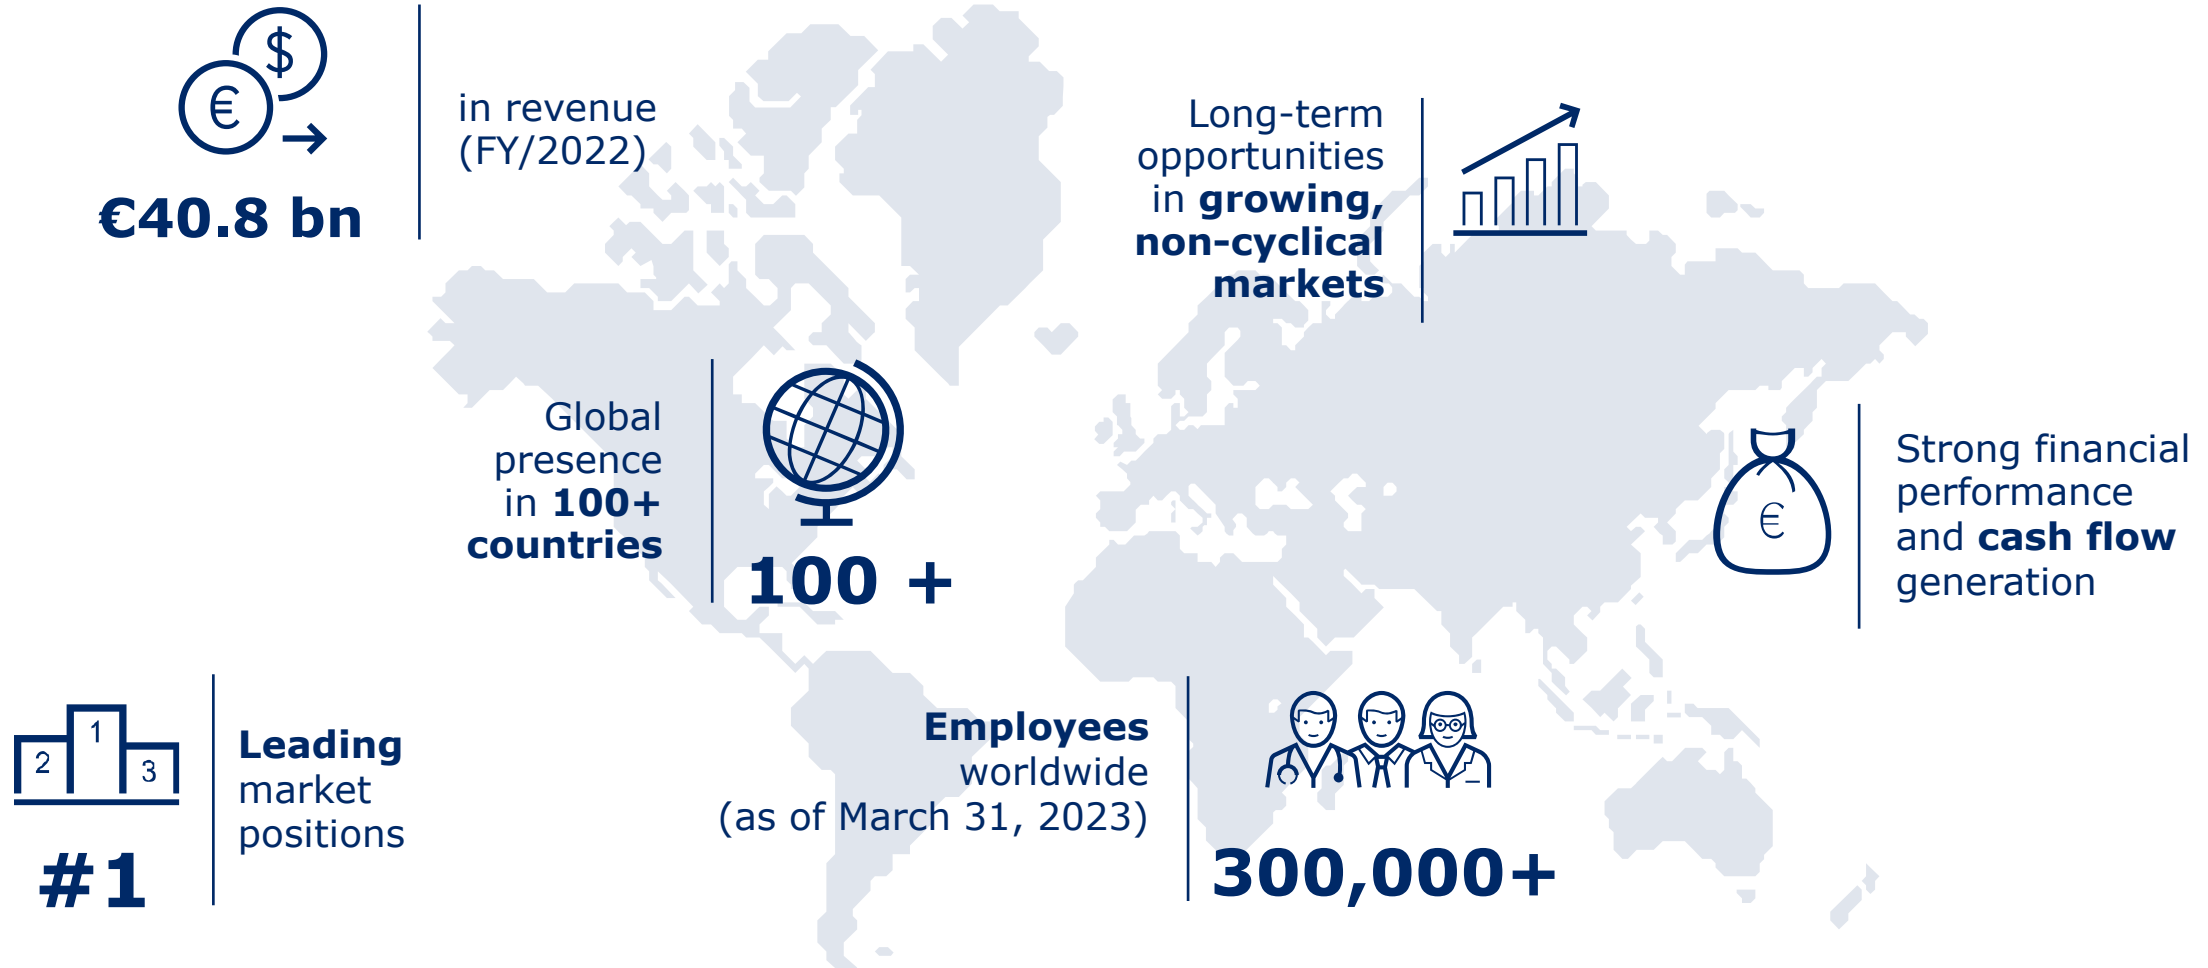 $
€
€40.8 bn
in revenue
(FY/2022)
Long-term
opportunities
in growing,
non-cyclical
markets
Global
presence
in 100+
countries
100 +
€
Strong financial
performance
and cash flow
generation
1
2
3
#1
Leading
market
positions
Employees
worldwide
(as of March 31, 2023)
300,000+